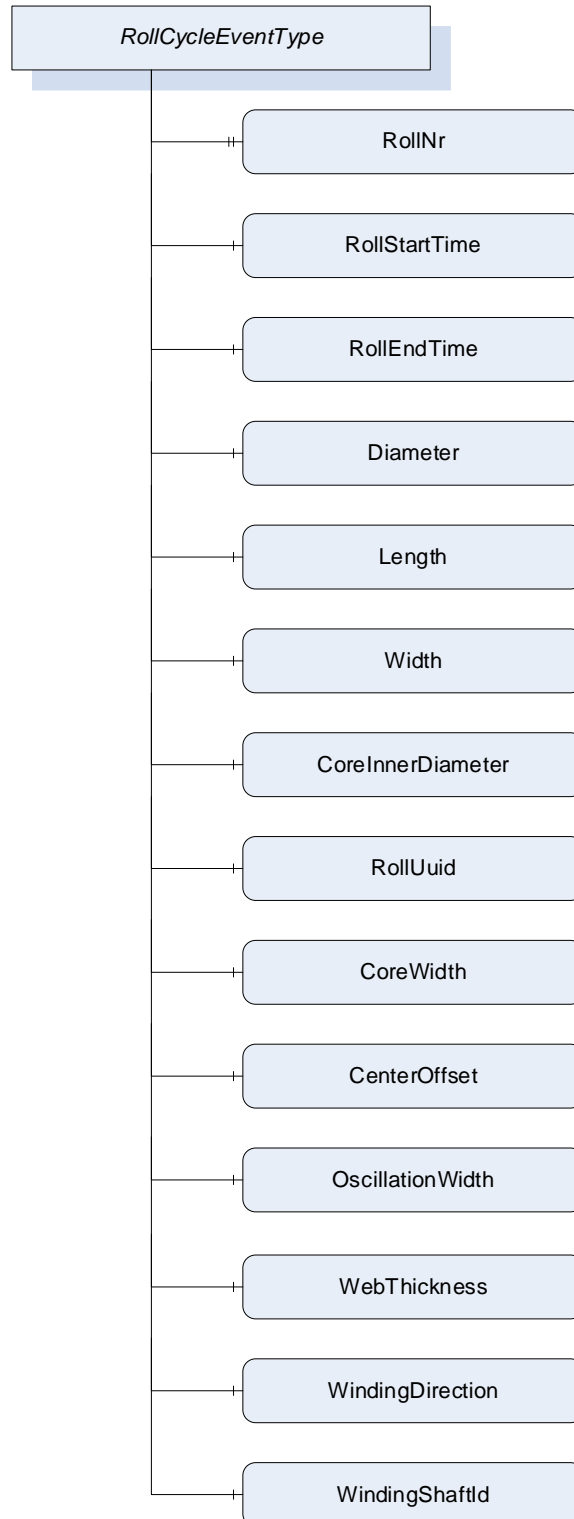 RollCycleEventType
RollNr
RollStartTime
RollEndTime
Diameter
Length
Width
CoreInnerDiameter
RollUuid
CoreWidth
CenterOffset
OscillationWidth
WebThickness
WindingDirection
WindingShaftId